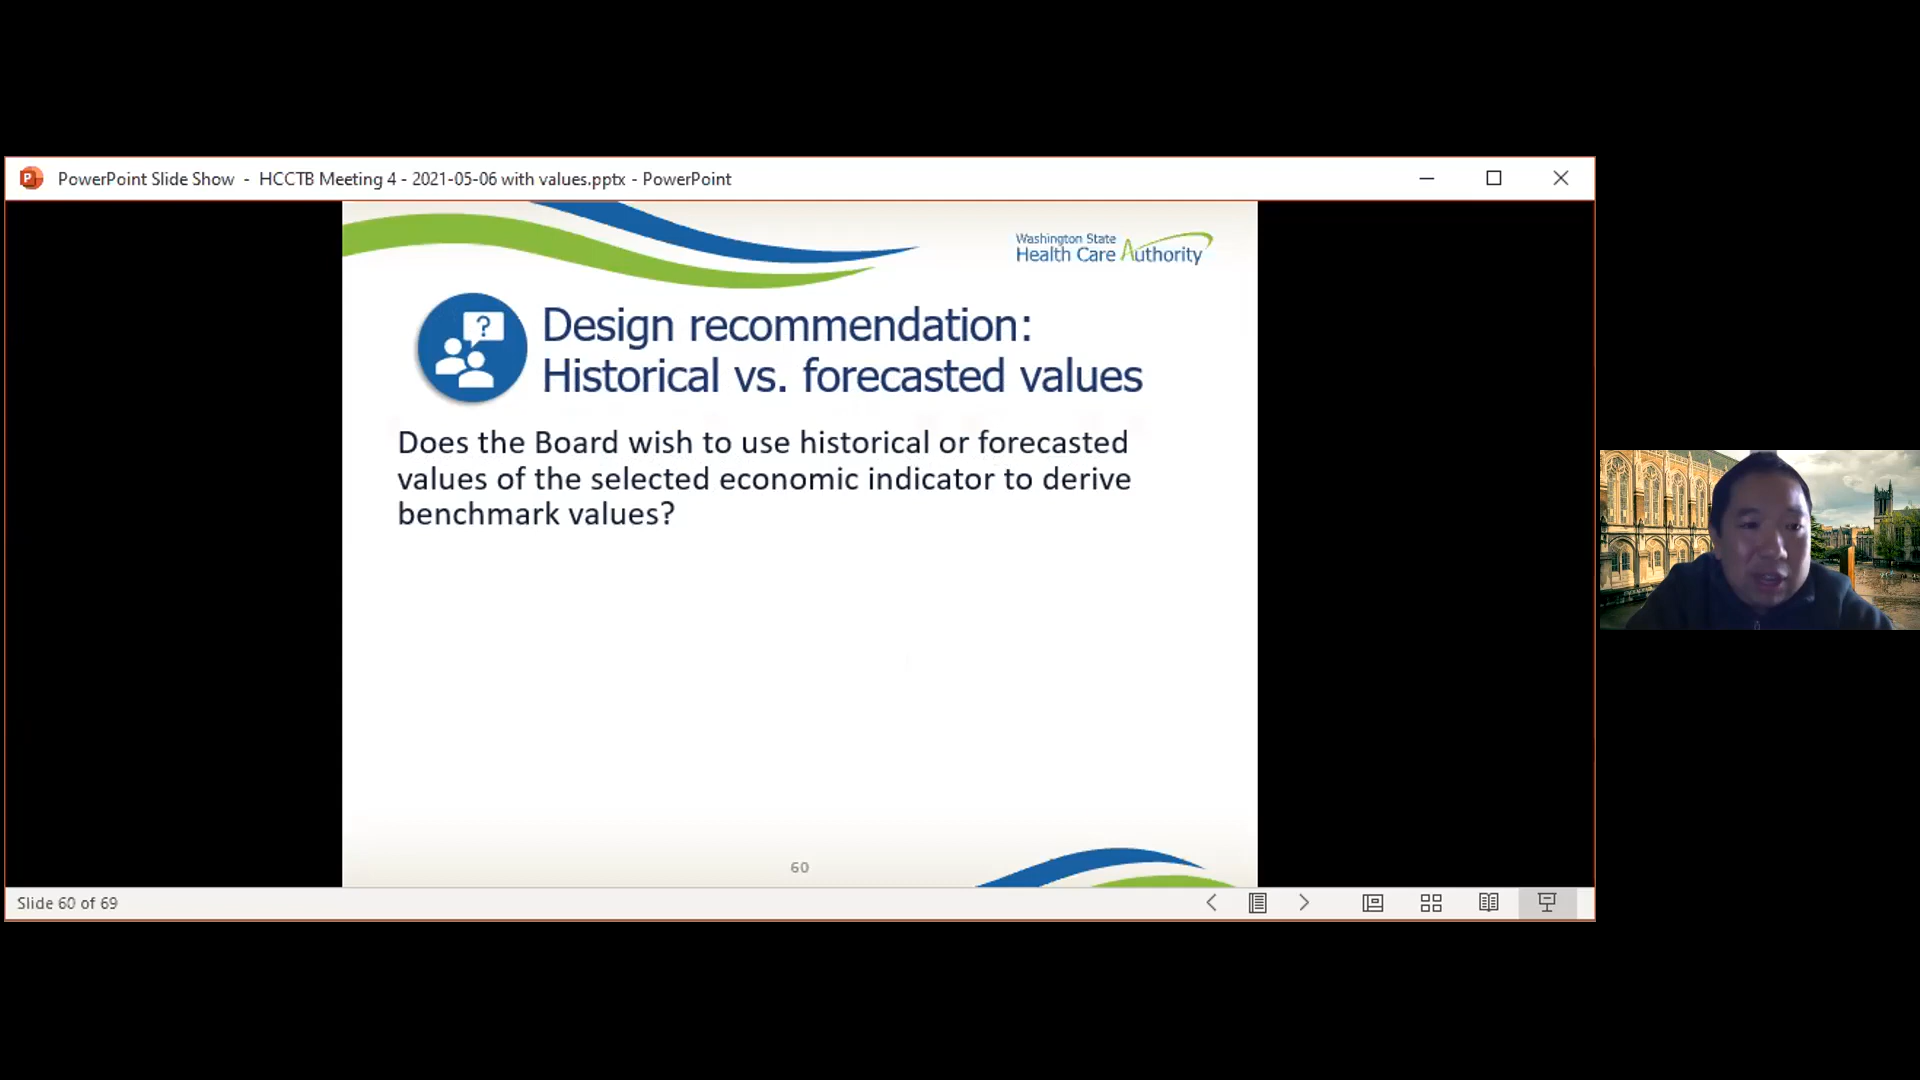 PowerPoint Slide Show - HCCTB Meeting 4 - 2021-05-06 with values.pptx - PowerPoint
Washington State
Health Care Authority
?
Design recommendation:
Historical vs. forecasted values
Does the Board wish to use historical or forecasted
values of the selected economic indicator to derive
benchmark values?
60
Slide 60 of 69